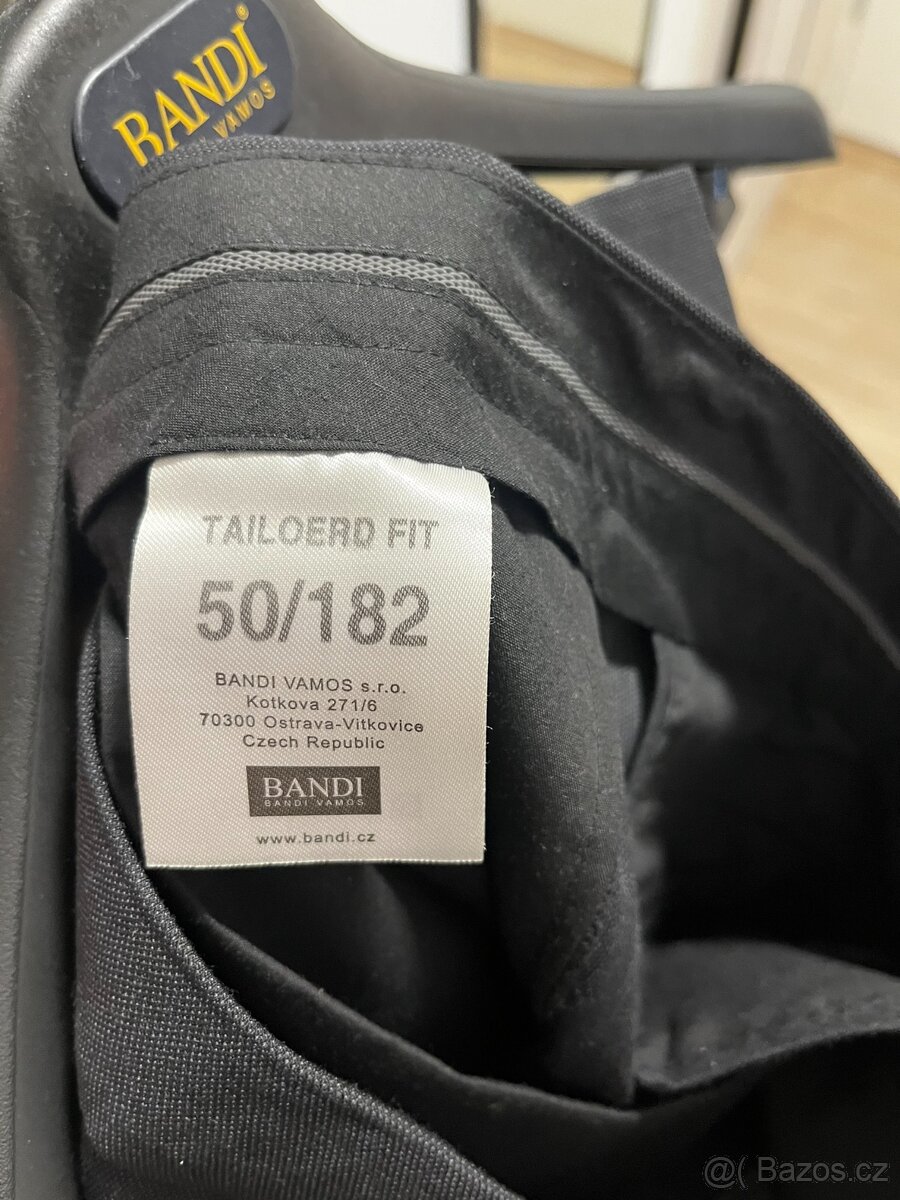 BANDI®
VAMOS
TAILOERD FIT
50/182
BANDI VAMOS s.r.o.
Kotkova 271/6
70300 Ostrava-Vitkovice
Czech Republic
BANDI
BANDI VAMOS
www.bandi.cz
@( Bazos.cz